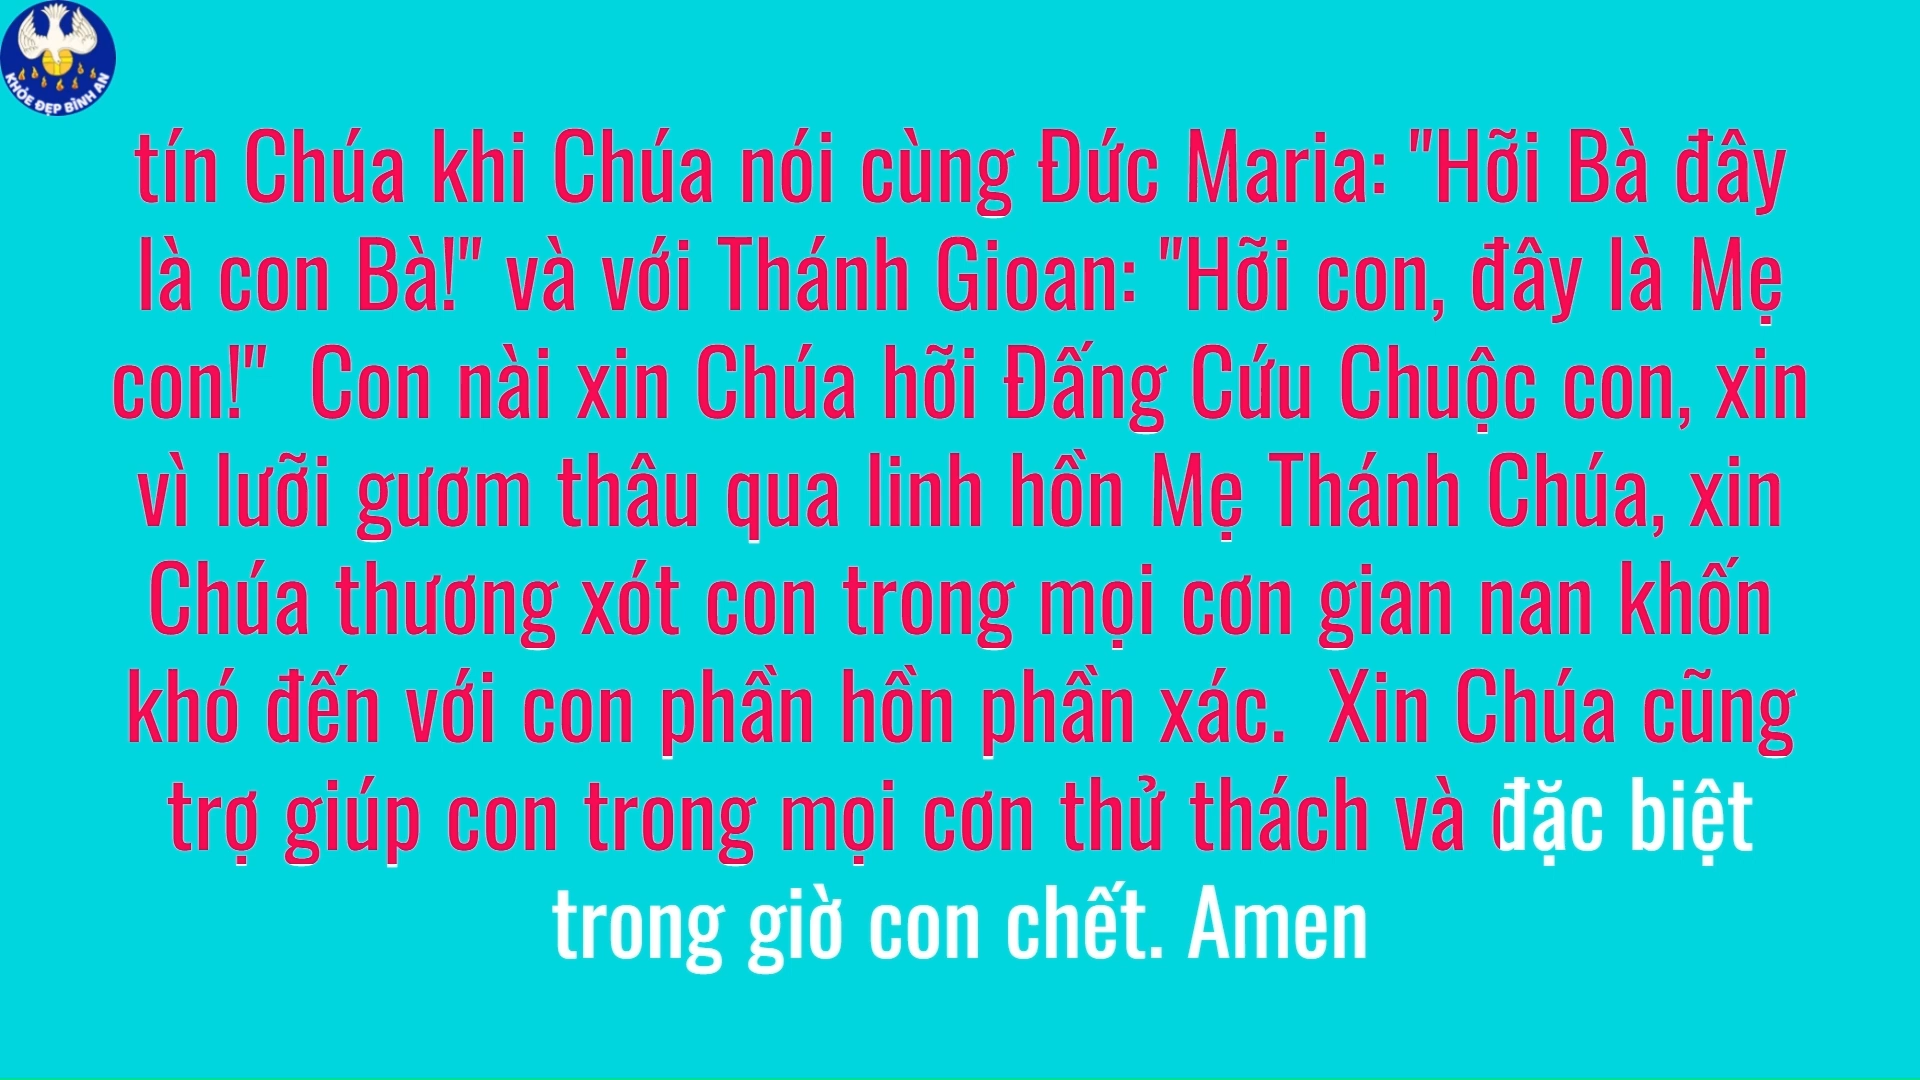 KHỎE ĐẸP BÌNH AN
tín Chúa khi Chúa nói cùng Đức Maria: "Hỡi Bà đây
là con Bà!" và với Thánh Gioan: "Hỡi con, đây là Mẹ
con!"  Con nài xin Chúa hỡi Đấng Cứu Chuộc con, xin
vì lưỡi gươm thâu qua linh hồn Mẹ Thánh Chúa, xin
Chúa thương xót con trong mọi cơn gian nan khốn
khó đến với con phần hồn phần xác.  Xin Chúa cũng
trợ giúp con trong mọi cơn thử thách và đặc biệt
trong giờ con chết. Amen